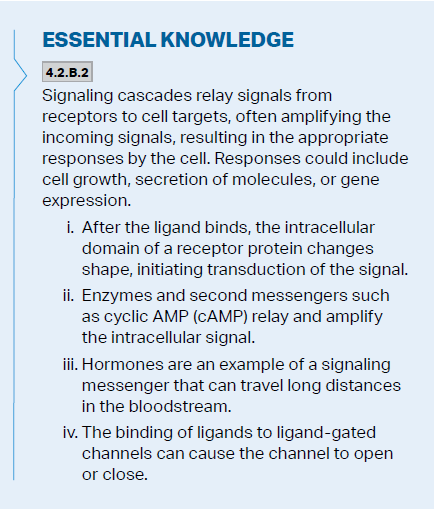 ESSENTIAL KNOWLEDGE
4.2.B.2
Signaling cascades relay signals from
receptors to cell targets, often amplifying the
incoming signals, resulting in the appropriate
responses by the cell. Responses could include
cell growth, secretion of molecules, or gene
expression.
i. After the ligand binds, the intracellular
domain of a receptor protein changes
shape, initiating transduction of the signal.
ii. Enzymes and second messengers such
as cyclic AMP (cAMP) relay and amplify
the intracellular signal.
iii. Hormones are an example of a signaling
messenger that can travel long distances
in the bloodstream.
iv. The binding of ligands to ligand-gated
channels can cause the channel to open
or close.